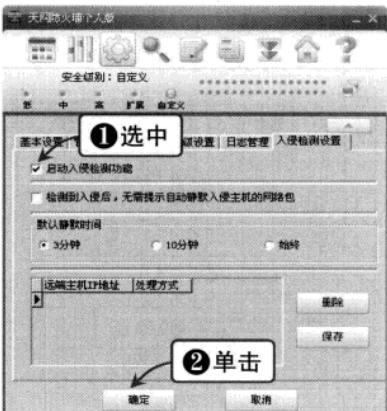 天网防火墙个人版
安全级别：自定义
低 中 高 扩展 自定义
基本设置 级设置 日志管理 入侵检测设置
❶选中
启动入侵检测功能
检测到入侵后，无需提示自动静默入侵主机的网络包
默认静默时间
3分钟 10分钟 始终
远端主机IP地址 处理方式
删除
保存
❷单击
确定 取消